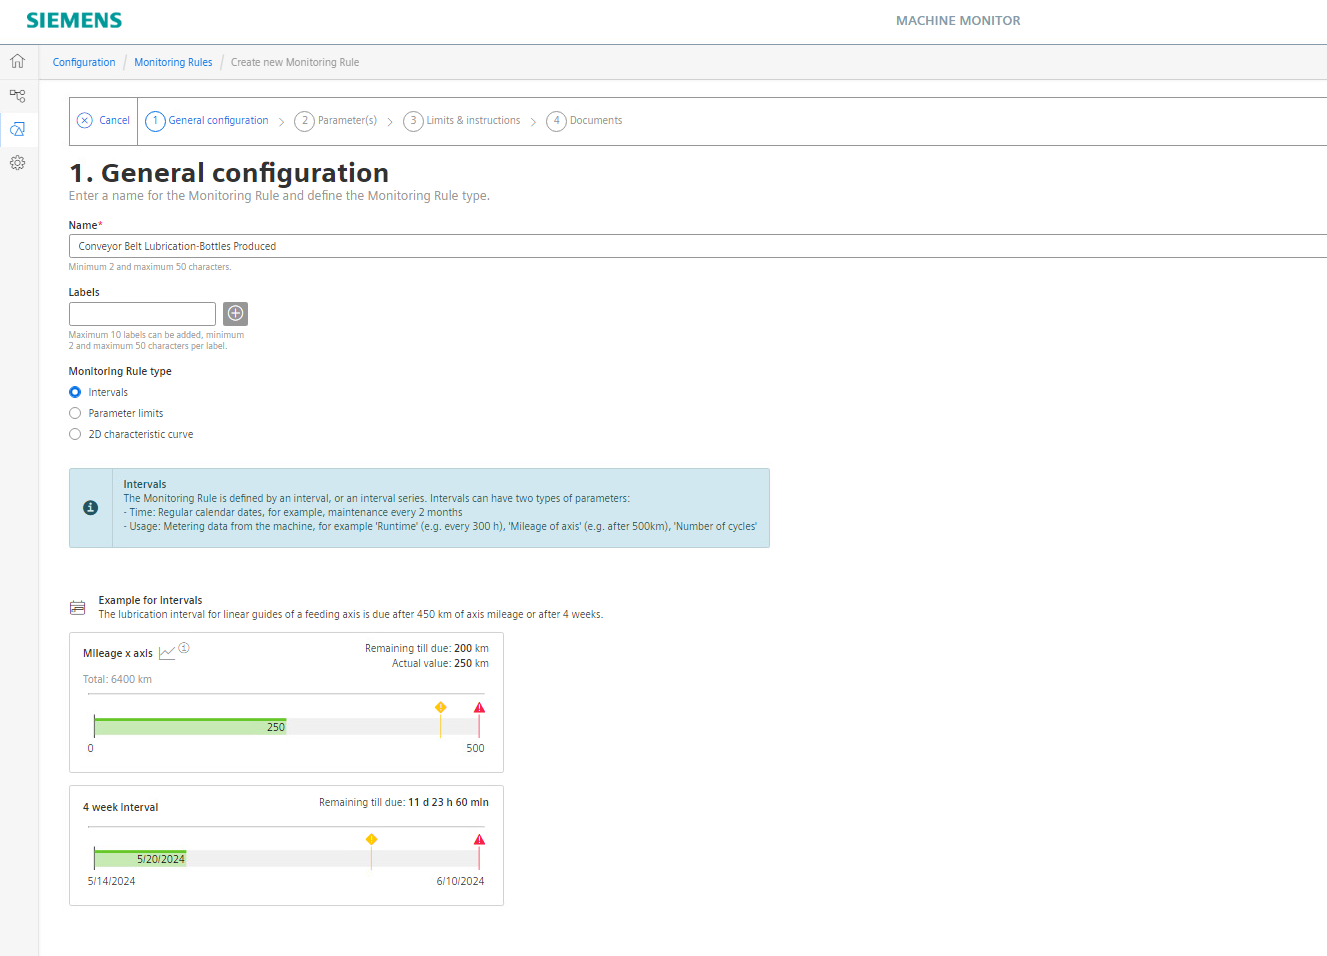 SIEMENS
MACHINE MONITOR
Configuration / Monitoring Rules / Create new Monitoring Rule
Cancel 1 General configuration > 2 Parameter(s) > 3 Limits & instructions > 4 Documents
1. General configuration
Enter a name for the Monitoring Rule and define the Monitoring Rule type.
Name*
Conveyor Belt Lubrication-Bottles Produced
Minimum 2 and maximum 50 characters.
Labels
Maximum 10 labels can be added, minimum
2 and maximum 50 characters per label.
Monitoring Rule type
Intervals
Parameter limits
2D characteristic curve
Intervals
The Monitoring Rule is defined by an interval, or an interval series. Intervals can have two types of parameters:
- Time: Regular calendar dates, for example, maintenance every 2 months
- Usage: Metering data from the machine, for example 'Runtime' (e.g. every 300 h), 'Mileage of axis' (e.g. after 500km), 'Number of cycles'
Example for Intervals
The lubrication interval for linear guides of a feeding axis is due after 450 km of axis mileage or after 4 weeks.
Mileage x axis
Remaining till due: 200 km
Actual value: 250 km
Total: 6400 km
250
0 500
4 week interval
Remaining till due: 11 d 23 h 60 min
5/20/2024
5/14/2024 6/10/2024